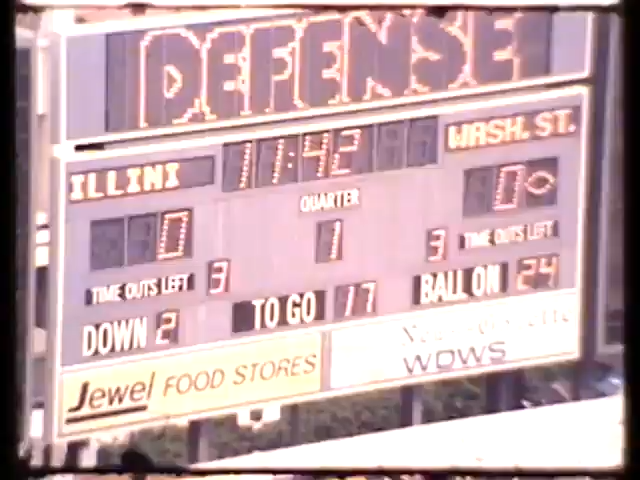 DEFENSE
ILLINI 11:42 WASH. ST.
0 QUARTER 0
TIME OUTS LEFT 3 1 3 TIME OUTS LEFT
DOWN 2 TO GO 17 BALL ON 24
Jewel FOOD STORES
WDWS